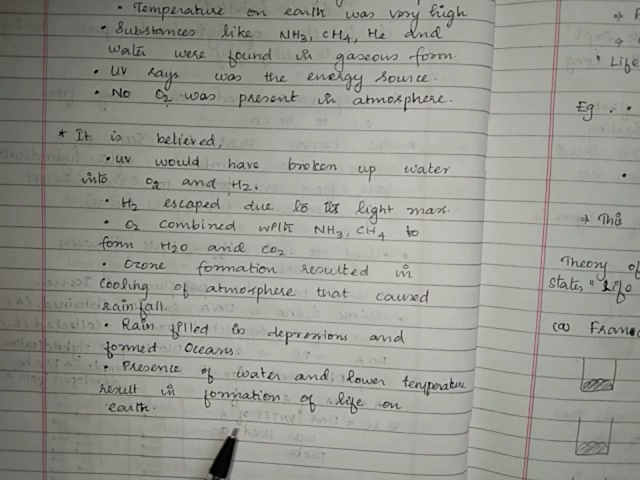 • Temperature on earth was very high
• Substances like NH3, CH4, He and
water were found in gaseous form.
• UV rays was the energy source.
• No O2 was present in atmosphere.
* It is believed,
• UV would have broken up water
into O2 and H2.
• H2 escaped due to its light mass.
• O2 combined with NH3, CH4 to
form H2O and CO2
• Ozone formation resulted in
cooling of atmosphere that caused
rainfall.
• Rain filled in depressions and
formed Oceans.
• Presence of water and lower temperature
result in formation of life on
earth.
' Life
Eg. •
⇒ This
Theory of
states "Life
(a)